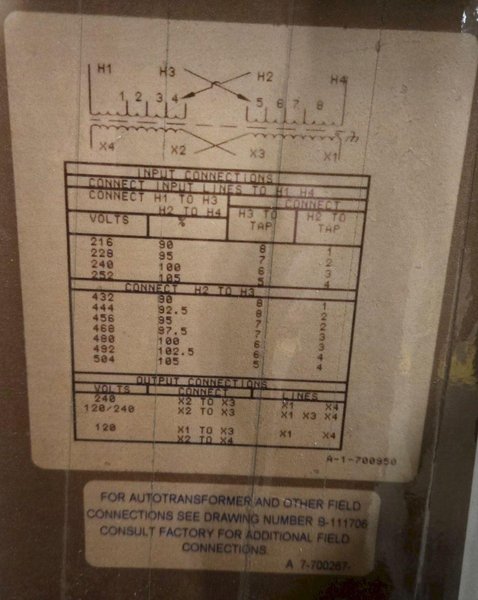 H1 H3 H2 H4
1 2 3 4 5 6 7 8
X4 X2 X3 X1
INPUT CONNECTIONS
CONNECT INPUT LINES TO H1 H4
CONNECT H1 TO H3 CONNECT
H2 TO H4 H3 TO H2 TO
VOLTS % TAP TAP
216 90 8 1
228 95 7 2
240 100 6 3
252 105 5 4
CONNECT H2 TO H3
432 90 8 1
444 92.5 8 2
456 95 7 2
468 97.5 7 3
480 100 6 3
492 102.5 6 4
504 105 5 4
OUTPUT CONNECTIONS
VOLTS CONNECT LINES
240 X2 TO X3 X1 X4
120/240 X2 TO X3 X1 X3 X4
120 X1 TO X3 X1 X4
X2 TO X4
A-1-700950
FOR AUTOTRANSFORMER AND OTHER FIELD
CONNECTIONS SEE DRAWING NUMBER B-111706
CONSULT FACTORY FOR ADDITIONAL FIELD
CONNECTIONS.
A 7-700267-